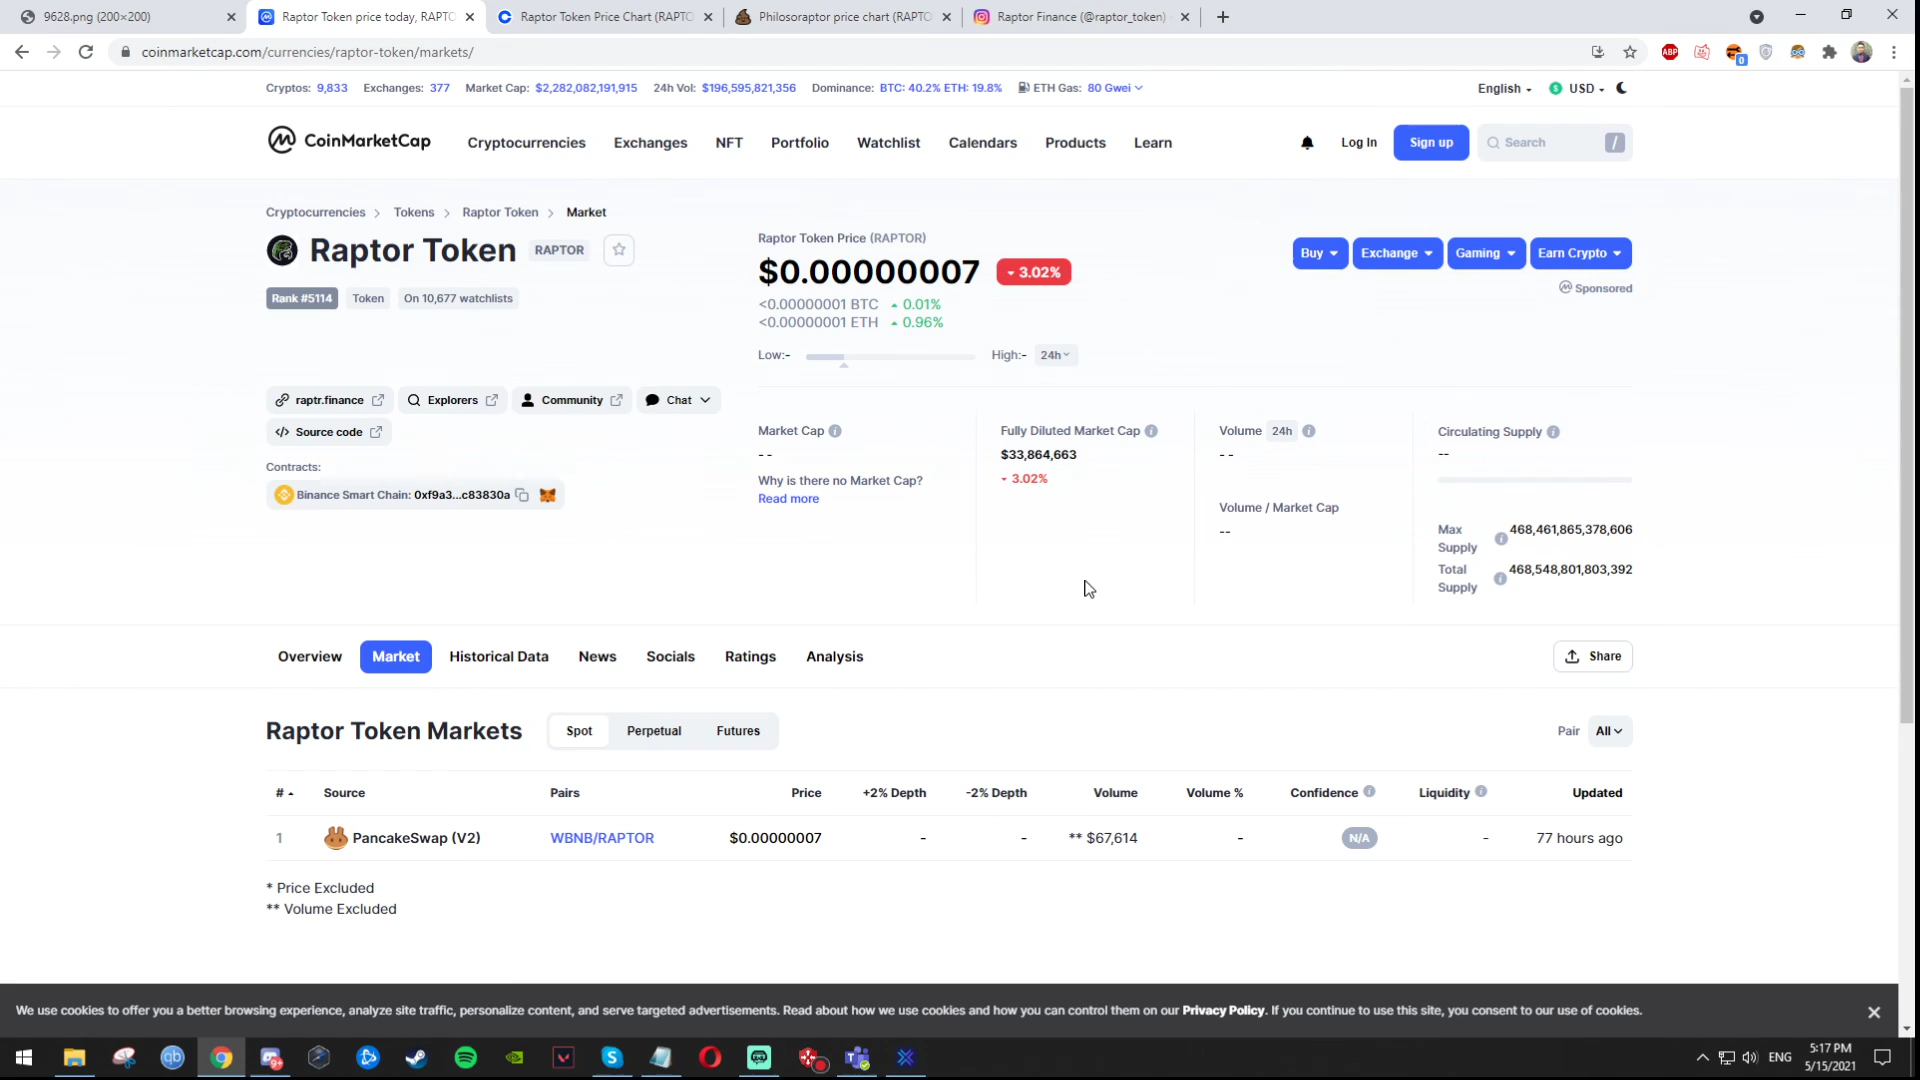 9628.png (200×200)
Raptor Token price today, RAPTO
Raptor Token Price Chart (RAPTO
Philosoraptor price chart (RAPTO
Raptor Finance (@raptor_token)
coinmarketcap.com/currencies/raptor-token/markets/
ABP
0
Cryptos: 9,833 Exchanges: 377 Market Cap: $2,282,082,191,915 24h Vol: $196,595,821,356 Dominance: BTC: 40.2% ETH: 19.8% ETH Gas: 80 Gwei
English
USD
CoinMarketCap
Cryptocurrencies
Exchanges
NFT
Portfolio
Watchlist
Calendars
Products
Learn
Log In
Sign up
Search
/
Cryptocurrencies > Tokens > Raptor Token > Market
Raptor Token RAPTOR
Rank #5114
Token
On 10,677 watchlists
Raptor Token Price (RAPTOR)
$0.00000007 3.02%
<0.00000001 BTC 0.01%
<0.00000001 ETH 0.96%
Low:-
High:- 24h
Buy
Exchange
Gaming
Earn Crypto
Sponsored
raptr.finance
Explorers
Community
Chat
</> Source code
Contracts:
Binance Smart Chain: 0xf9a3...c83830a
Market Cap
- -
Why is there no Market Cap?
Read more
Fully Diluted Market Cap
$33,864,663
3.02%
Volume 24h
- -
Volume / Market Cap
--
Circulating Supply
--
Max Supply 468,461,865,378,606
Total Supply 468,548,801,803,392
Overview
Market
Historical Data
News
Socials
Ratings
Analysis
Share
Raptor Token Markets
Spot
Perpetual
Futures
Pair All
# Source Pairs Price +2% Depth -2% Depth Volume Volume % Confidence Liquidity Updated
1 PancakeSwap (V2) WBNB/RAPTOR $0.00000007 - - ** $67,614 - N/A - 77 hours ago
* Price Excluded
** Volume Excluded
We use cookies to offer you a better browsing experience, analyze site traffic, personalize content, and serve targeted advertisements. Read about how we use cookies and how you can control them on our Privacy Policy. If you continue to use this site, you consent to our use of cookies.
qb
ENG
5:17 PM
5/15/2021